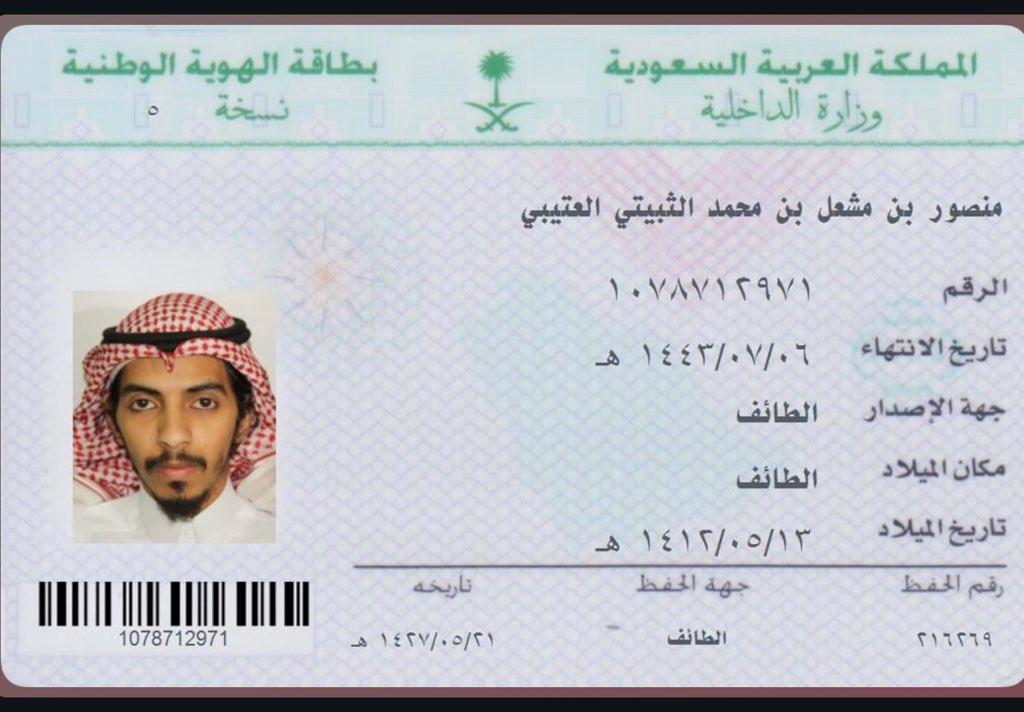 المملكة العربية السعودية
وزارة الداخلية
بطاقة الهوية الوطنية
نسخة ٥
منصور بن مشعل بن محمد الثبيتي العتيبي
الرقم ١٠٧٨٧١٢٩٧١
تاريخ الانتهاء ١٤٤٣/٠٧/٠٦ هـ
جهة الإصدار الطائف
مكان الميلاد الطائف
تاريخ الميلاد ١٤١٢/٠٥/١٣ هـ
رقم الحفظ جهة الحفظ تاريخه
٢١٦٢٦٩ الطائف ١٤٢٧/٠٥/٢١ هـ
1078712971